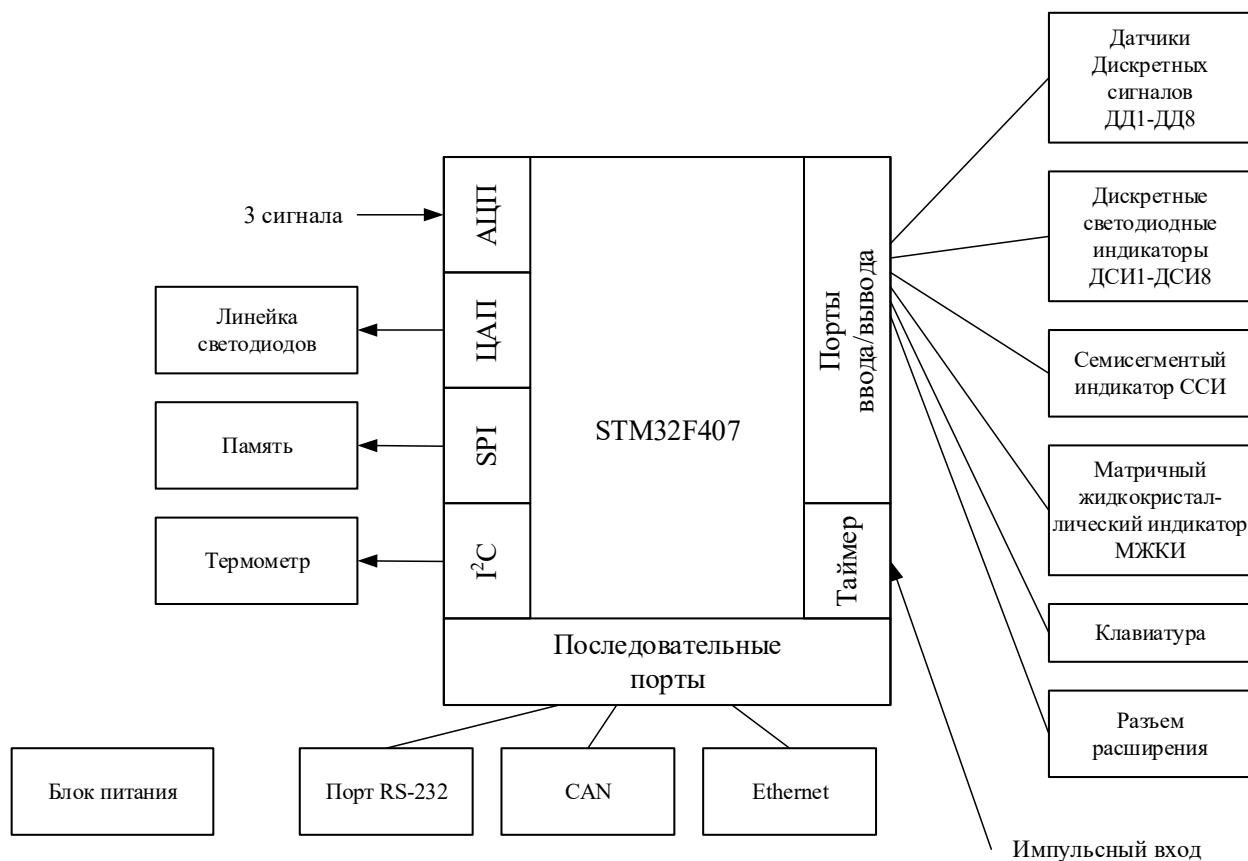 Датчики
Дискретных
сигналов
ДД1-ДД8
3 сигнала
АЦП
Дискретные
светодиодные
индикаторы
ДСИ1-ДСИ8
Линейка
светодиодов
ЦАП
Порты
ввода/вывода
Семисегментый
индикатор ССИ
Память
SPI
STM32F407
Матричный
жидкокристал-
лический индикатор
МЖКИ
Термометр
I²C
Таймер
Клавиатура
Последовательные
порты
Разъем
расширения
Блок питания
Порт RS-232
CAN
Ethernet
Импульсный вход